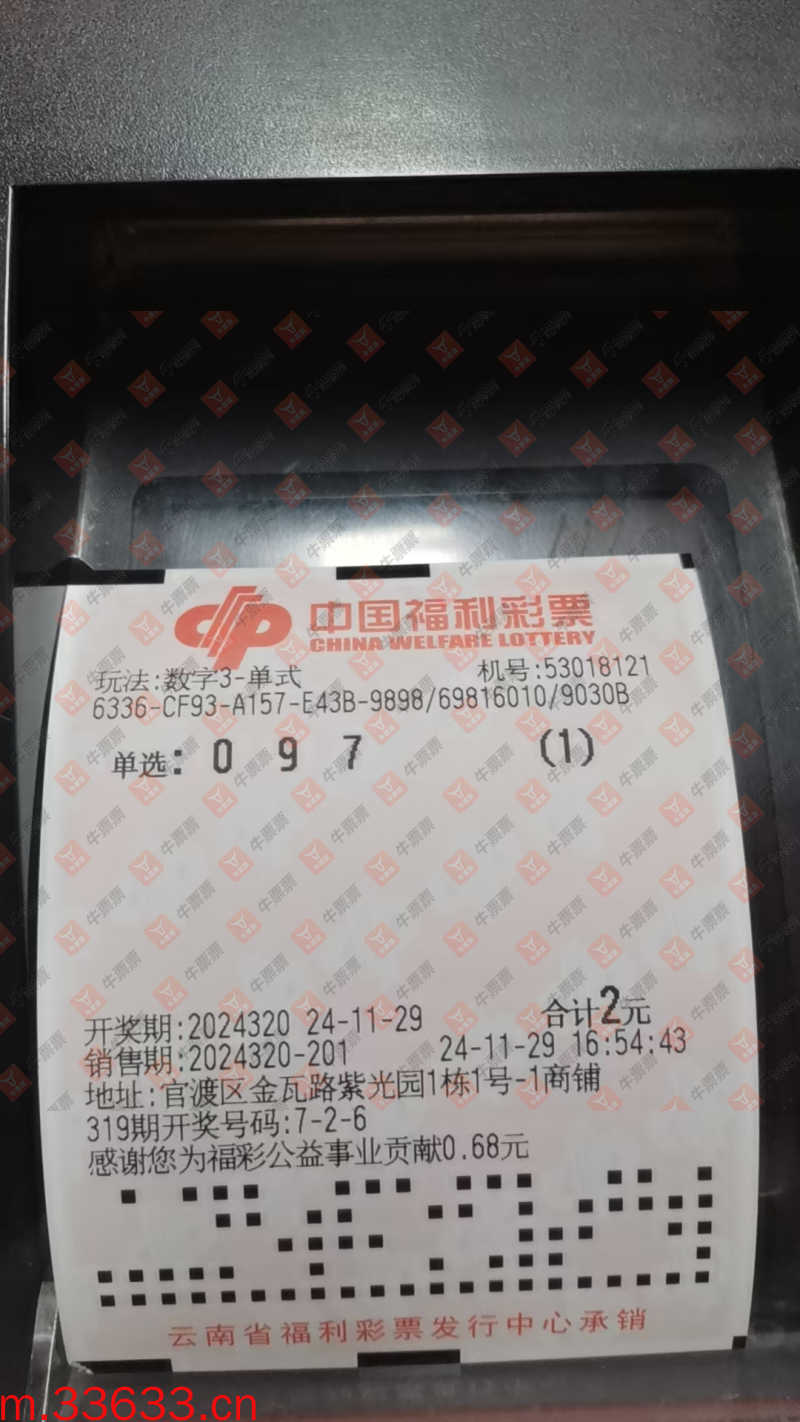 中国福利彩票
CHINA WELFARE LOTTERY
玩法:数字3-单式 机号:53018121
6336-CF93-A157-E43B-9898/69816010/9030B
单选: 0 9 7 (1)
合计2元
开奖期:2024320 24-11-29
销售期:2024320-201 24-11-29 16:54:43
地址:官渡区金瓦路紫光园1栋1号-1商铺
319期开奖号码:7-2-6
感谢您为福彩公益事业贡献0.68元
云南省福利彩票发行中心承销
m.33633.cn
牛票票